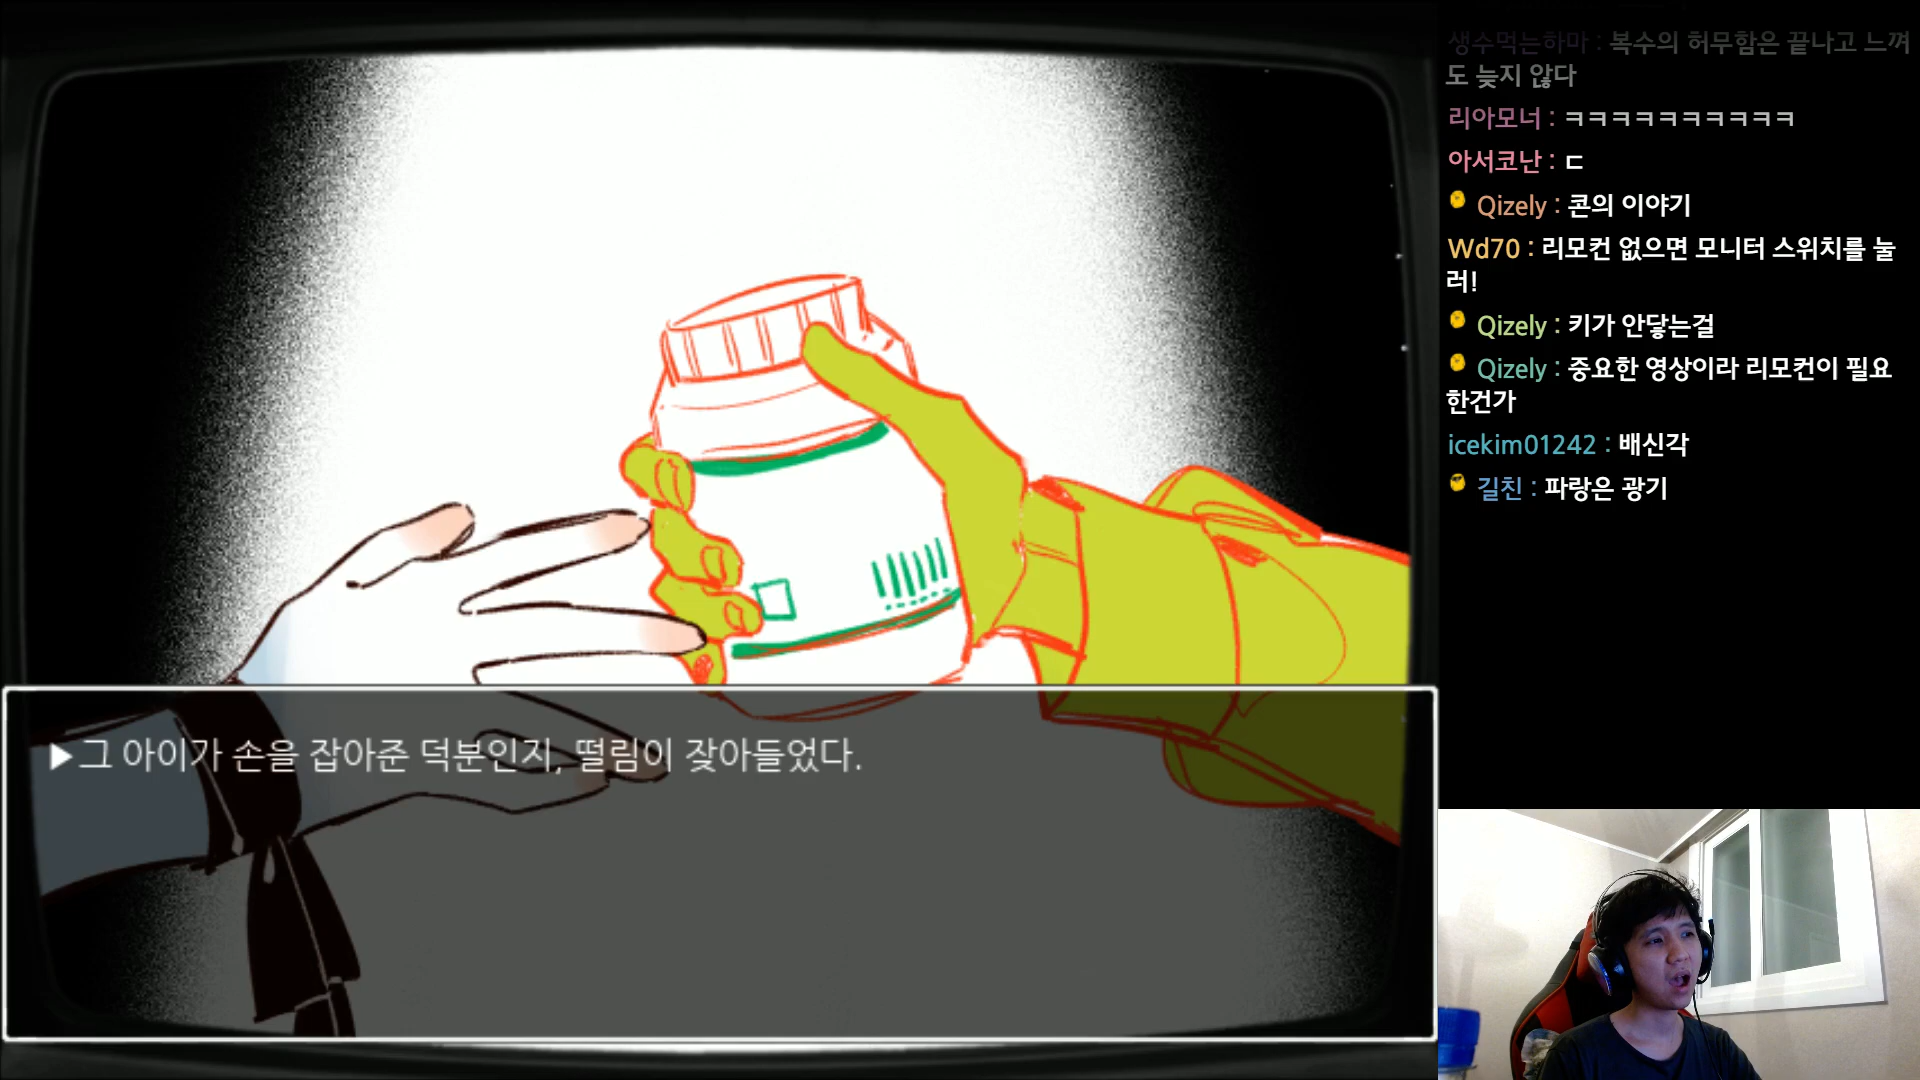 ▶그 아이가 손을 잡아준 덕분인지, 떨림이 잦아들었다.
생수먹는하마 : 복수의 허무함은 끝나고 느껴
도 늦지 않다
리아모너 : ㅋㅋㅋㅋㅋㅋㅋㅋㅋㅋ
아서코난 : ㄷ
Qizely : 콘의 이야기
Wd70 : 리모컨 없으면 모니터 스위치를 눌
러!
Qizely : 키가 안닿는걸
Qizely : 중요한 영상이라 리모컨이 필요
한건가
icekim01242 : 배신각
길친 : 파랑은 광기